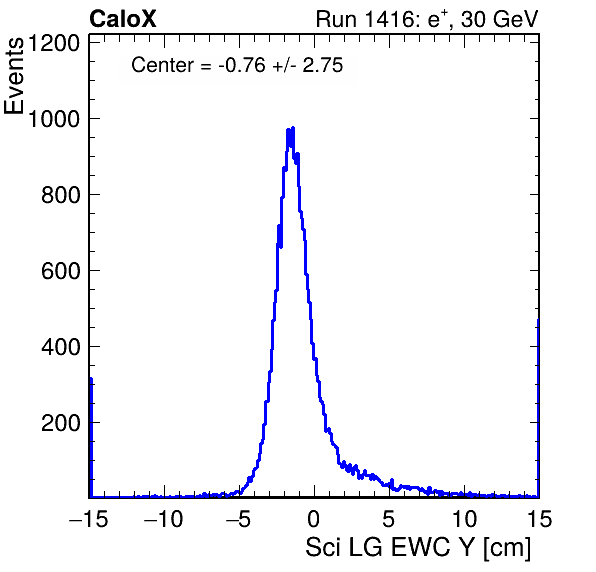 CaloX Run 1416: e⁺, 30 GeV
Events
Center = -0.76 +/- 2.75
1200
1000
800
600
400
200
−15 −10 −5 0 5 10 15
Sci LG EWC Y [cm]